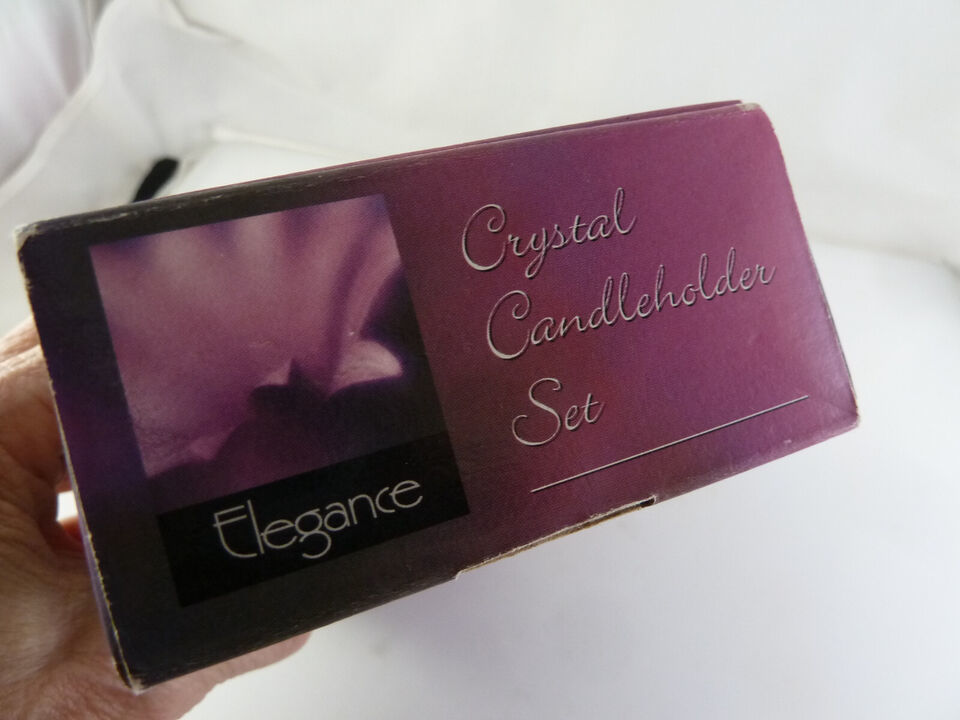 Crystal
Candleholder
Set
Elegance